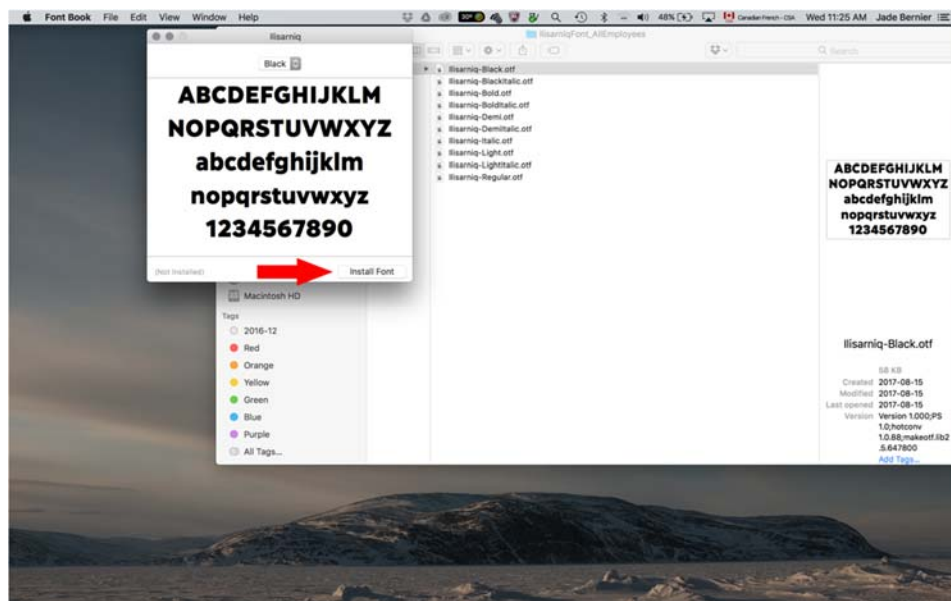 Font Book File Edit View Window Help 30° 48% Canadian French - CSA Wed 11:25 AM Jade Bernier
Ilisarniq
Black
ABCDEFGHIJKLM
NOPQRSTUVWXYZ
abcdefghijklm
nopqrstuvwxyz
1234567890
(Not Installed)
Install Font
IlisarniqFont_AllEmployees
Search
Macintosh HD
Tags
2016-12
Red
Orange
Yellow
Green
Blue
Purple
All Tags...
Ilisarniq-Black.otf
Ilisarniq-BlackItalic.otf
Ilisarniq-Bold.otf
Ilisarniq-BoldItalic.otf
Ilisarniq-Demi.otf
Ilisarniq-DemiItalic.otf
Ilisarniq-Italic.otf
Ilisarniq-Light.otf
Ilisarniq-LightItalic.otf
Ilisarniq-Regular.otf
ABCDEFGHIJKLM
NOPQRSTUVWXYZ
abcdefghijklm
nopqrstuvwxyz
1234567890
Ilisarniq-Black.otf
58 KB
Created 2017-08-15
Modified 2017-08-15
Last opened 2017-08-15
Version Version 1.000;PS
1.0;hotconv
1.0.88;makeotf.lib2
.5.647800
Add Tags...